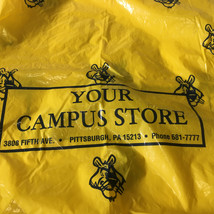 YOUR
CAMPUS STORE
3808 FIFTH AVE. • PITTSBURGH, PA 15213 • Phone 681-7777